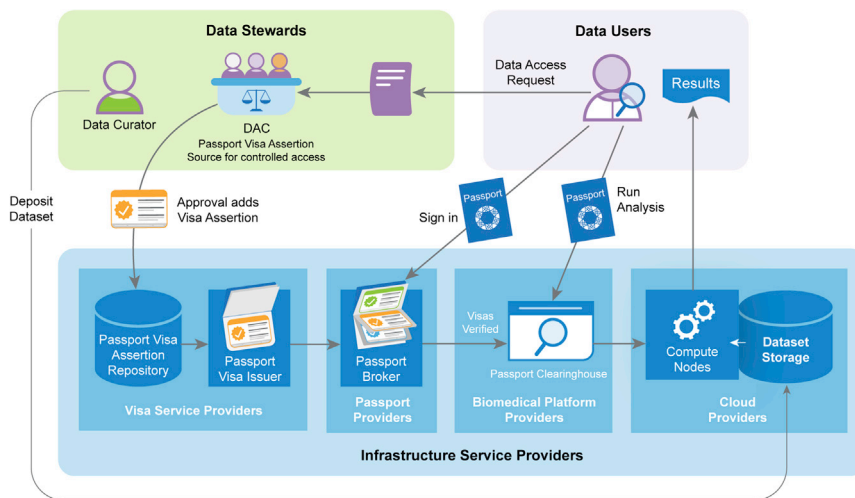 Data Stewards
Data Users
Data Access
Request
Results
Data Curator
DAC
Passport Visa Assertion
Source for controlled access
Deposit
Dataset
Approval adds
Visa Assertion
Sign in
Passport
Passport
Run
Analysis
Passport Visa
Assertion
Repository
Passport
Visa Issuer
Passport
Broker
Visas
Verified
Passport Clearinghouse
Compute
Nodes
Dataset
Storage
Visa Service Providers
Passport
Providers
Biomedical Platform
Providers
Cloud
Providers
Infrastructure Service Providers